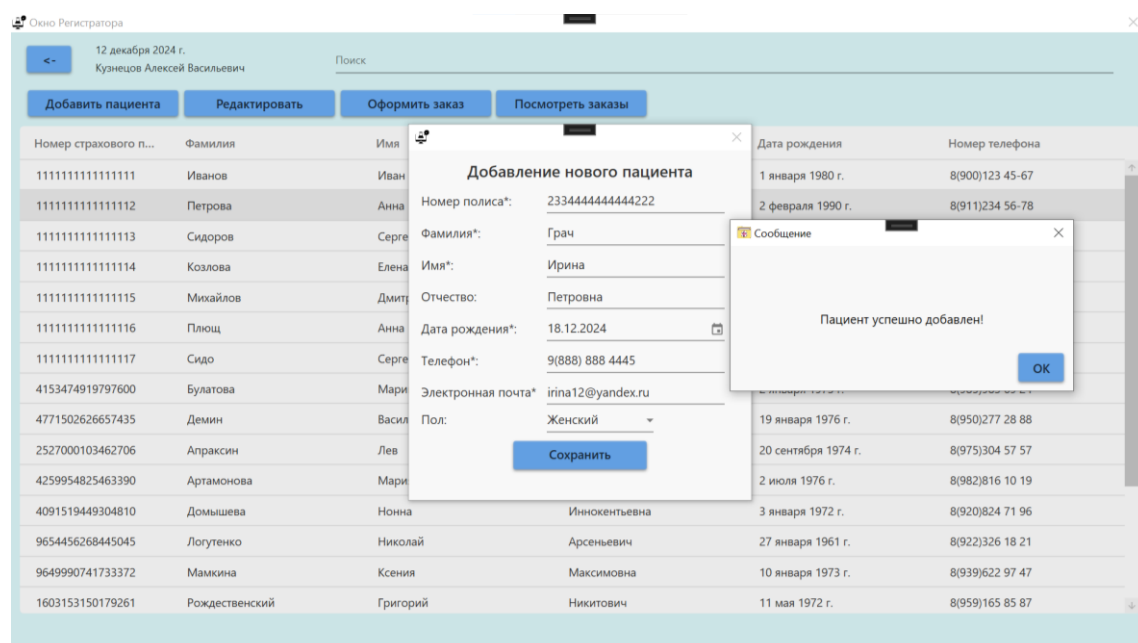 Окно Регистратора
<-
12 декабря 2024 г.
Кузнецов Алексей Васильевич
Поиск
Добавить пациента Редактировать Оформить заказ Посмотреть заказы
Номер страхового п... Фамилия Имя Дата рождения Номер телефона
1111111111111111 Иванов Иван 1 января 1980 г. 8(900)123 45-67
1111111111111112 Петрова Анна 2 февраля 1990 г. 8(911)234 56-78
1111111111111113 Сидоров Серге
1111111111111114 Козлова Елена
1111111111111115 Михайлов Дмитр
1111111111111116 Плющ Анна
1111111111111117 Сидо Серге
4153474919797600 Булатова Мари
4771502626657435 Демин Васил 19 января 1976 г. 8(950)277 28 88
2527000103462706 Апраксин Лев 20 сентября 1974 г. 8(975)304 57 57
4259954825463390 Артамонова Мари 2 июля 1976 г. 8(982)816 10 19
4091519449304810 Домышева Нонна Иннокентьевна 3 января 1972 г. 8(920)824 71 96
9654456268445045 Логутенко Николай Арсеньевич 27 января 1961 г. 8(922)326 18 21
9649990741733372 Мамкина Ксения Максимовна 10 января 1973 г. 8(939)622 97 47
1603153150179261 Рождественский Григорий Никитович 11 мая 1972 г. 8(959)165 85 87
Добавление нового пациента
Номер полиса*: 2334444444444222
Фамилия*: Грач
Имя*: Ирина
Отчество: Петровна
Дата рождения*: 18.12.2024
Телефон*: 9(888) 888 4445
Электронная почта* irina12@yandex.ru
Пол: Женский
Сохранить
Сообщение
Пациент успешно добавлен!
ОК